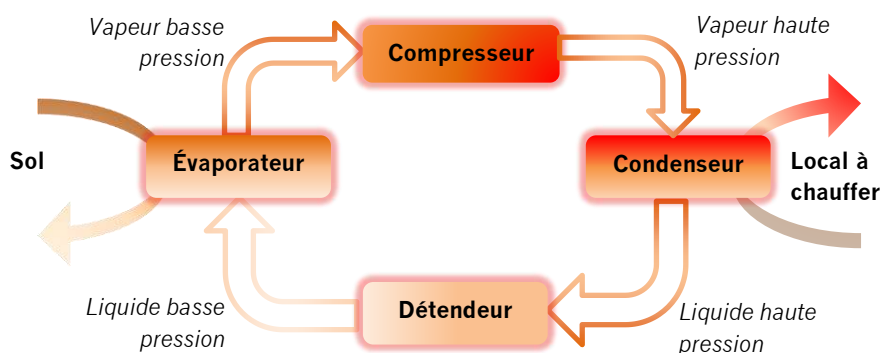 Vapeur basse
pression
Compresseur
Vapeur haute
pression
Sol
Évaporateur
Condenseur
Local à
chauffer
Liquide basse
pression
Détendeur
Liquide haute
pression